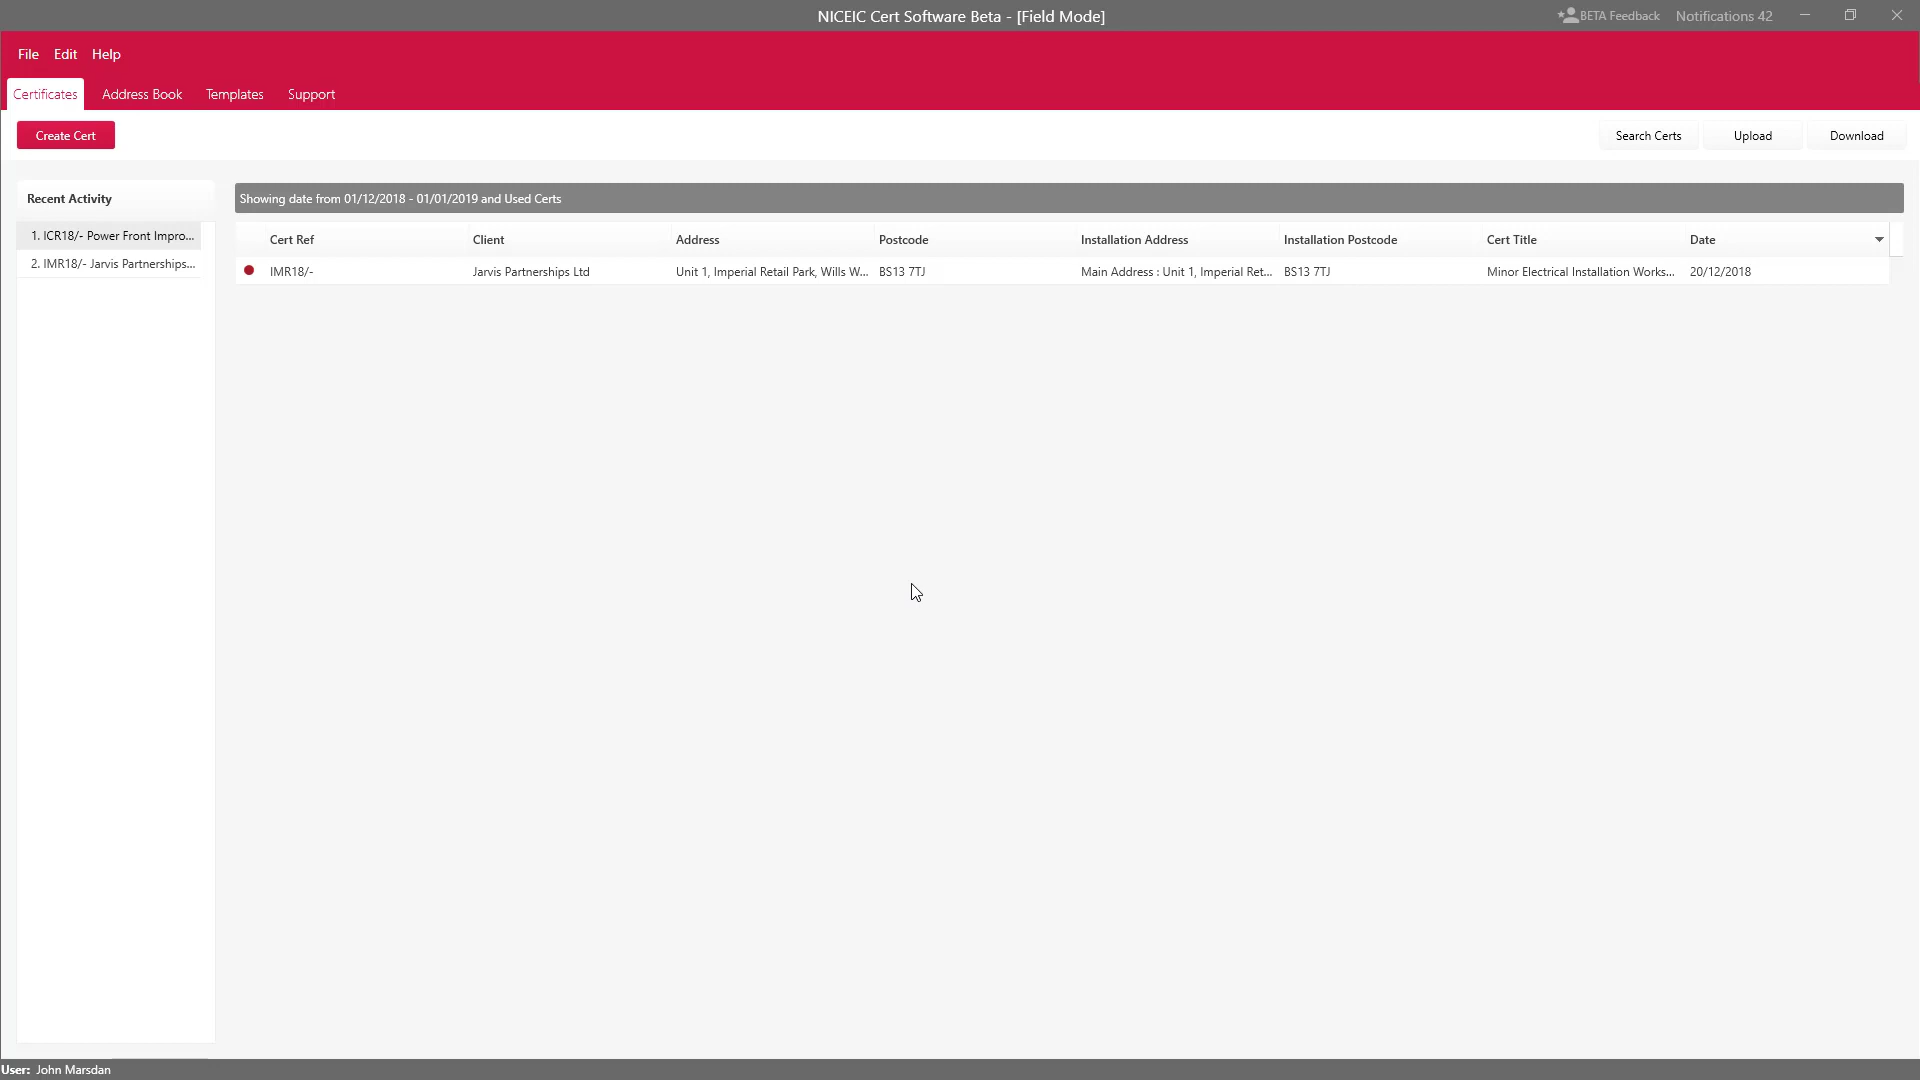 NICEIC Cert Software Beta - [Field Mode]
BETA Feedback
Notifications 42
File Edit Help
Certificates Address Book Templates Support
Create Cert
Search Certs Upload Download
Recent Activity
1. ICR18/- Power Front Impro...
2. IMR18/- Jarvis Partnerships...
Showing date from 01/12/2018 - 01/01/2019 and Used Certs
Cert Ref Client Address Postcode Installation Address Installation Postcode Cert Title Date
IMR18/- Jarvis Partnerships Ltd Unit 1, Imperial Retail Park, Wills W... BS13 7TJ Main Address : Unit 1, Imperial Ret... BS13 7TJ Minor Electrical Installation Works... 20/12/2018
User: John Marsdan